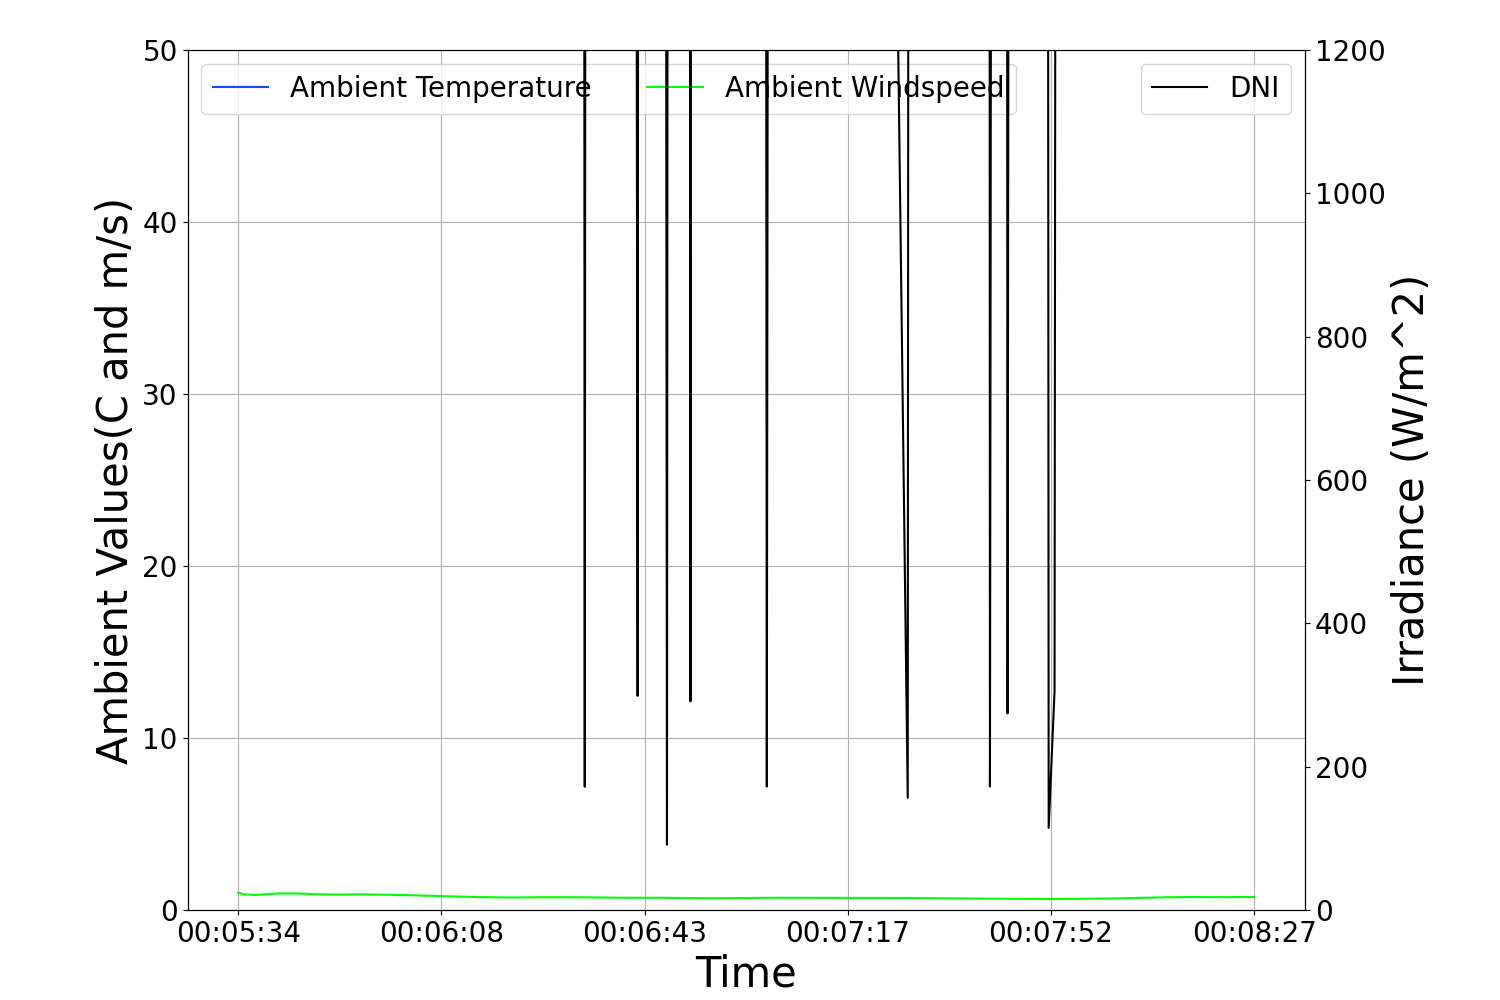 Ambient Temperature
Ambient Windspeed
DNI
Ambient Values(C and m/s)
50
40
30
20
10
0
1200
1000
800
600
400
200
0
Irradiance (W/m^2)
00:05:34 00:06:08 00:06:43 00:07:17 00:07:52 00:08:27
Time